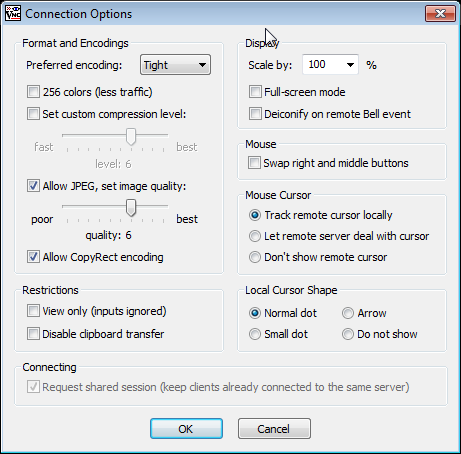 VNC Connection Options
Format and Encodings
Preferred encoding: Tight
256 colors (less traffic)
Set custom compression level:
fast best
level: 6
Allow JPEG, set image quality:
poor best
quality: 6
Allow CopyRect encoding
Display
Scale by: 100 %
Full-screen mode
Deiconify on remote Bell event
Mouse
Swap right and middle buttons
Mouse Cursor
Track remote cursor locally
Let remote server deal with cursor
Don't show remote cursor
Restrictions
View only (inputs ignored)
Disable clipboard transfer
Local Cursor Shape
Normal dot Arrow
Small dot Do not show
Connecting
Request shared session (keep clients already connected to the same server)
OK Cancel